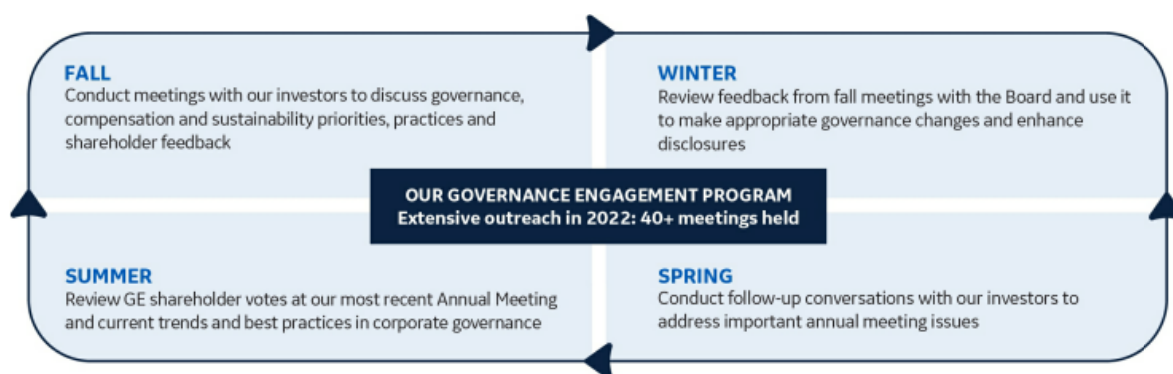 FALL
Conduct meetings with our investors to discuss governance,
compensation and sustainability priorities, practices and
shareholder feedback
WINTER
Review feedback from fall meetings with the Board and use it
to make appropriate governance changes and enhance
disclosures
OUR GOVERNANCE ENGAGEMENT PROGRAM
Extensive outreach in 2022: 40+ meetings held
SUMMER
Review GE shareholder votes at our most recent Annual Meeting
and current trends and best practices in corporate governance
SPRING
Conduct follow-up conversations with our investors to
address important annual meeting issues